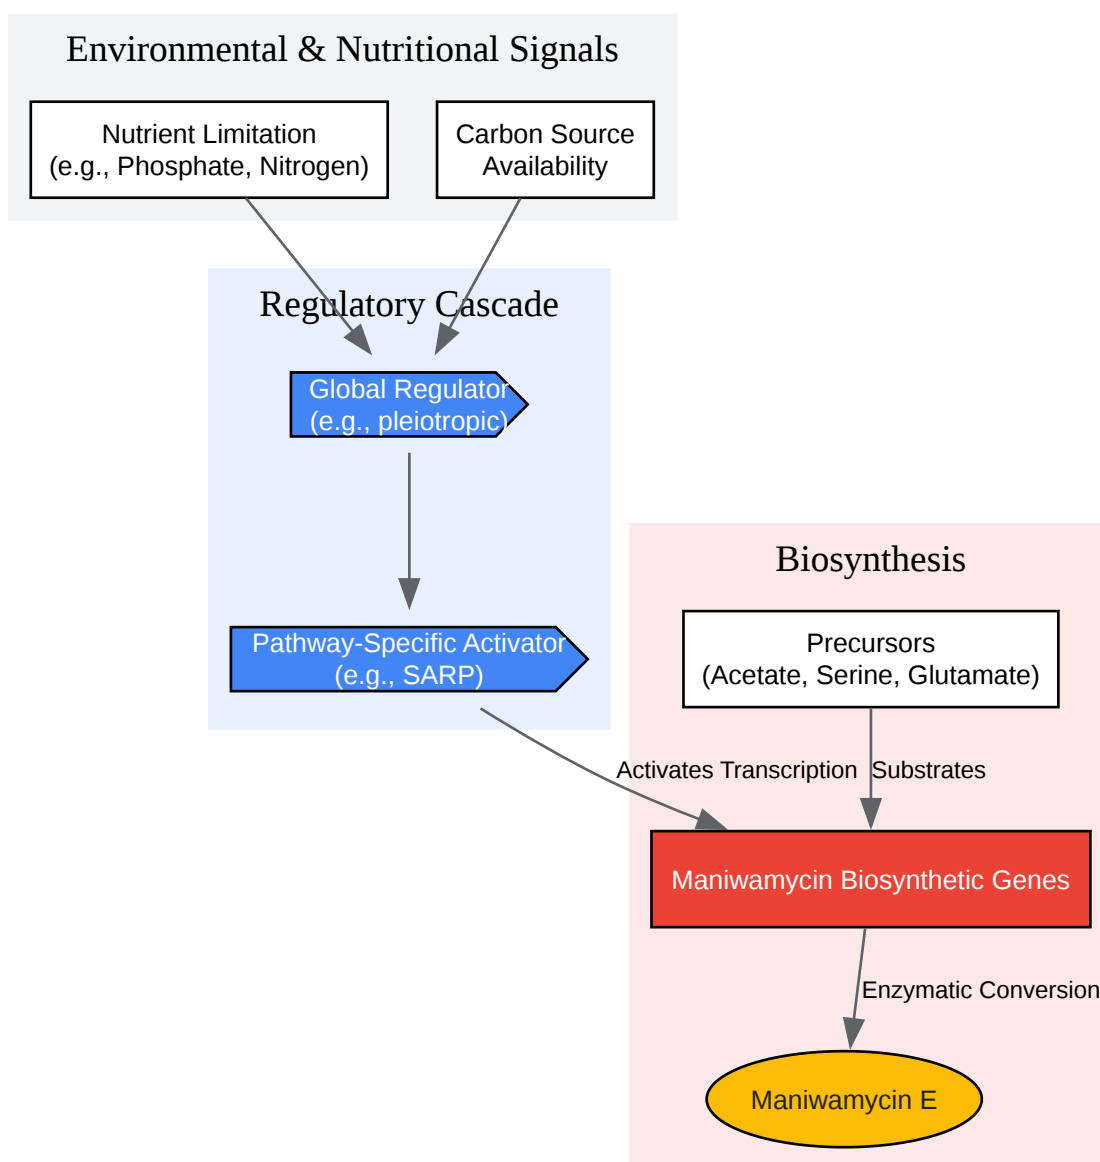 Environmental & Nutritional Signals
Nutrient Limitation
(e.g., Phosphate, Nitrogen)
Carbon Source
Availability
Regulatory Cascade
Global Regulator
(e.g., pleiotropic)
Biosynthesis
Pathway-Specific Activator
(e.g., SARP)
Precursors
(Acetate, Serine, Glutamate)
Activates Transcription
Substrates
Maniwamycin Biosynthetic Genes
Enzymatic Conversion
Maniwamycin E